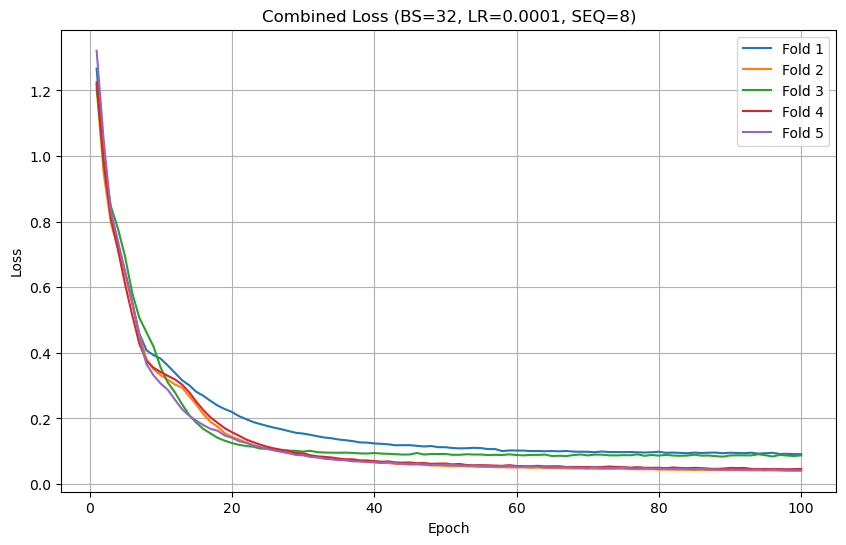 Combined Loss (BS=32, LR=0.0001, SEQ=8)
Fold 1
Fold 2
Fold 3
Fold 4
Fold 5
Loss
1.2
1.0
0.8
0.6
0.4
0.2
0.0
0 20 40 60 80 100
Epoch